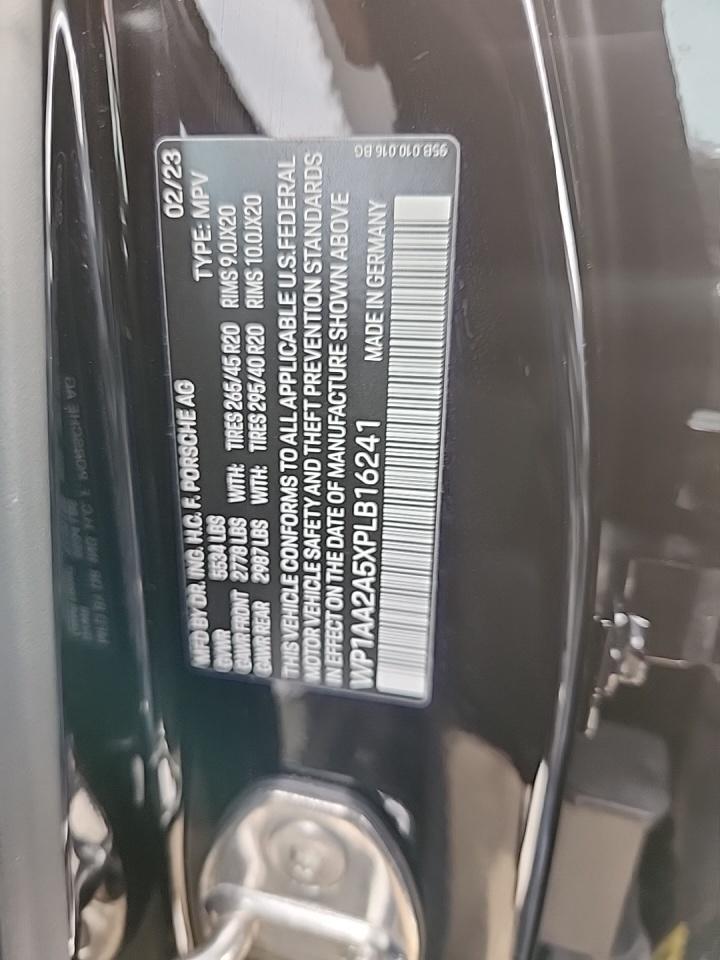 MFD BY DR. ING. H.C. F. PORSCHE AG 02/23
GVWR 5534 LBS TYPE: MPV
GAWR FRONT 2778 LBS WITH: TIRES 265/45 R20 RIMS 9.0JX20
GAWR REAR 2987 LBS WITH: TIRES 295/40 R20 RIMS 10.0JX20
THIS VEHICLE CONFORMS TO ALL APPLICABLE U.S. FEDERAL
MOTOR VEHICLE SAFETY AND THEFT PREVENTION STANDARDS
IN EFFECT ON THE DATE OF MANUFACTURE SHOWN ABOVE
WP1AA2A5XPLB16241 MADE IN GERMANY
95B.010.016.BG